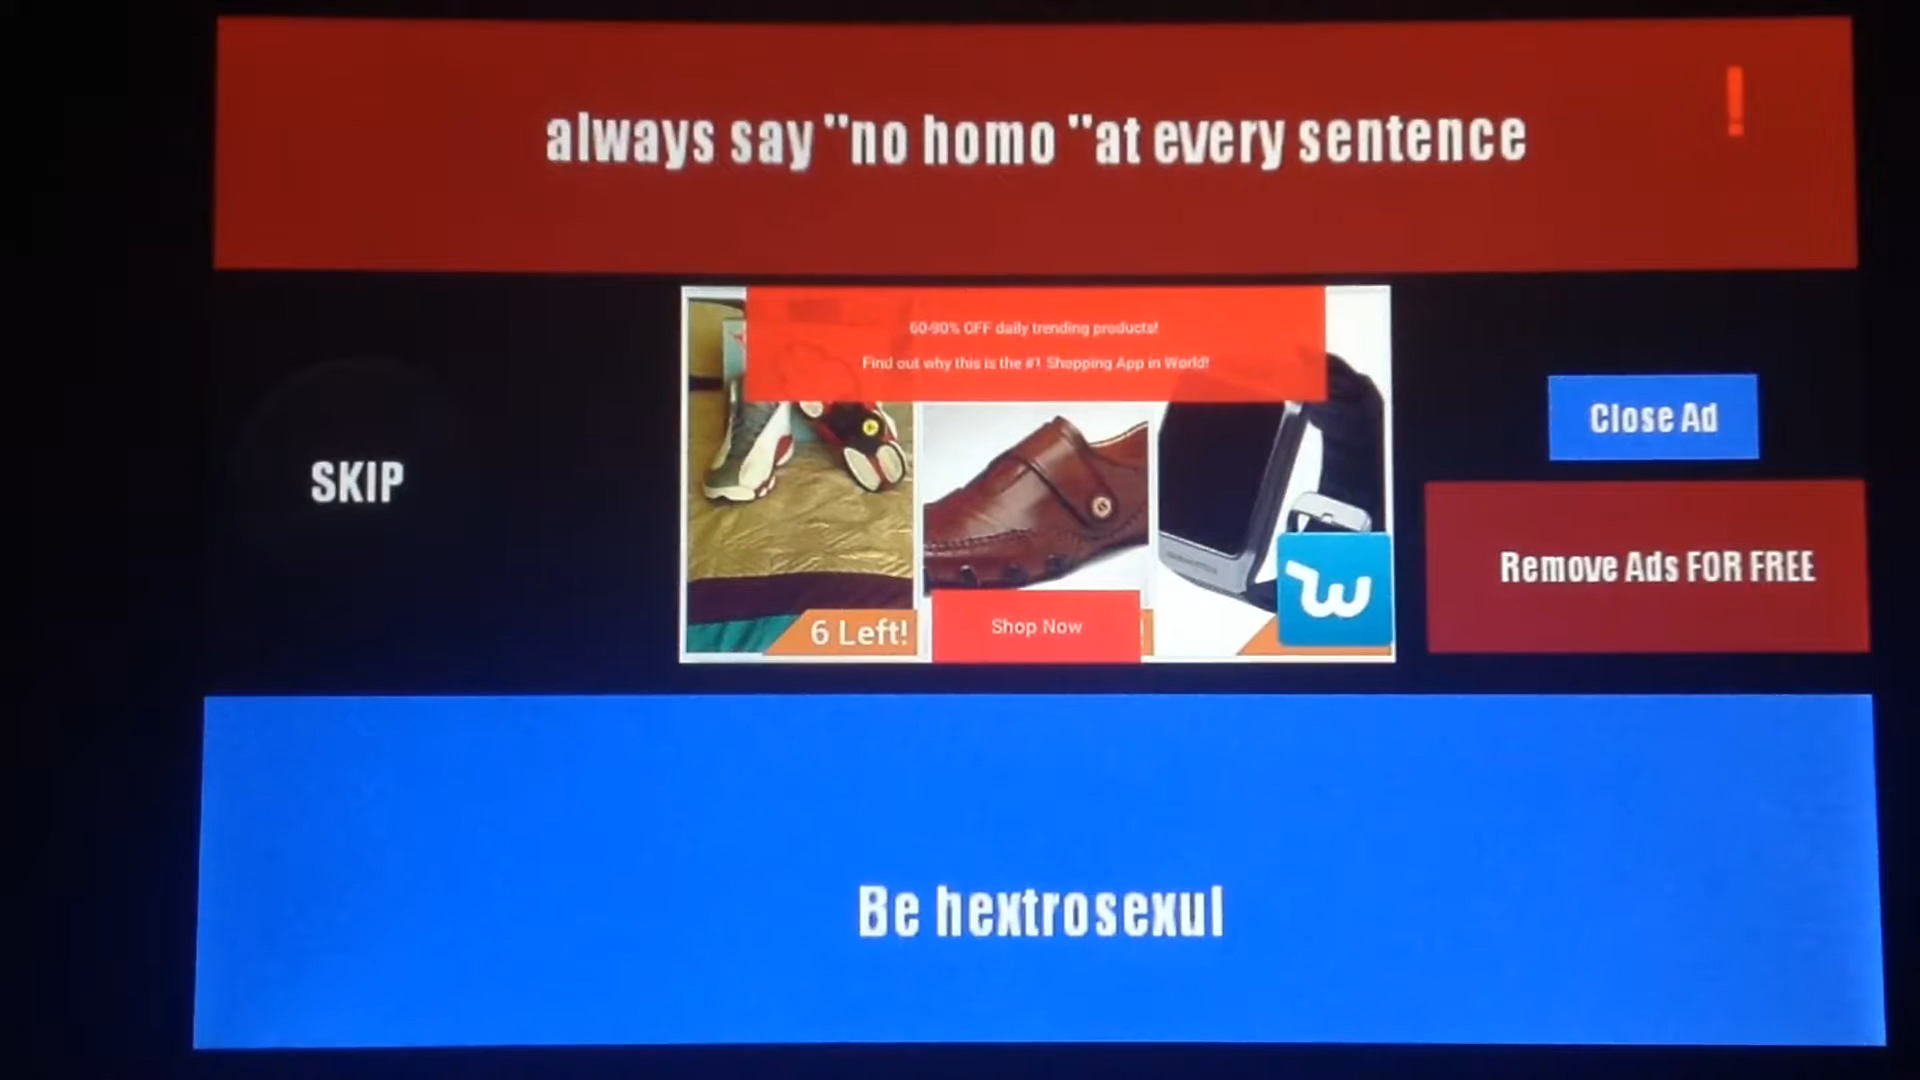 always say "no homo "at every sentence
!
60-90% OFF daily trending products!
Find out why this is the #1 Shopping App in World!
Close Ad
SKIP
Remove Ads FOR FREE
6 Left!
Shop Now
Be hextrosexul